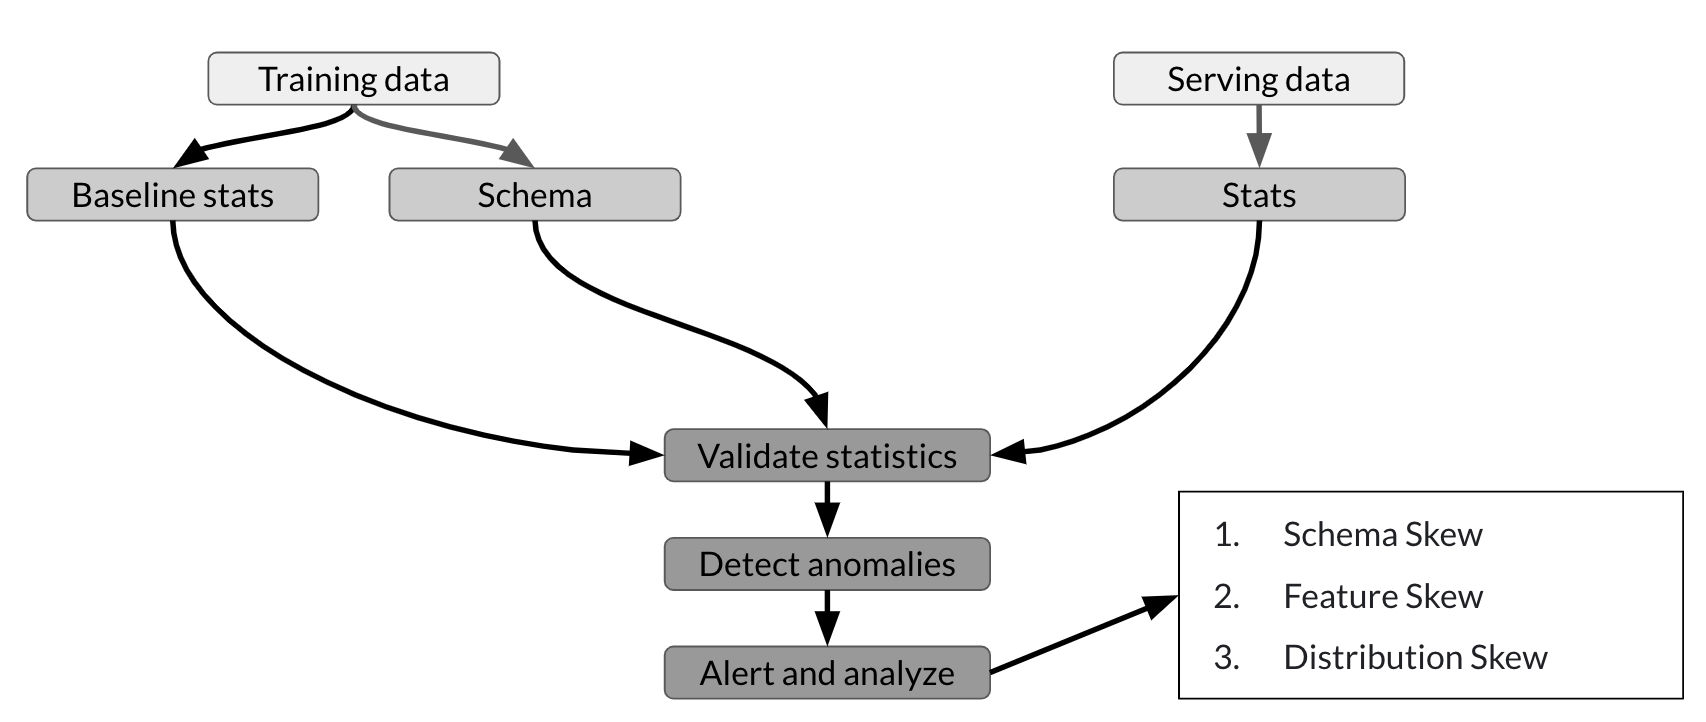 Training data
Serving data
Baseline stats
Schema
Stats
Validate statistics
Detect anomalies
Alert and analyze
1. Schema Skew
2. Feature Skew
3. Distribution Skew